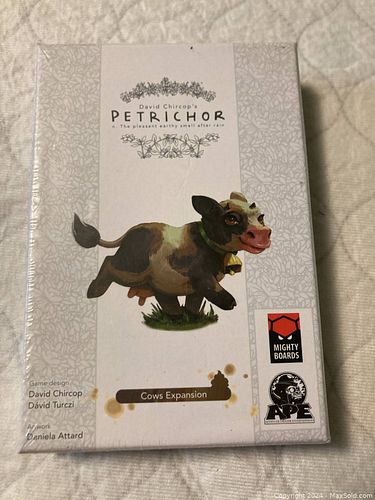 David Chircop's
PETRICHOR
n. The pleasant earthy smell after rain
MIGHTY
BOARDS
Game design
David Chircop
Dávid Turczi
Cows Expansion
APE
Artwork
Daniela Attard
Copyright 2024 - MaxSold.com